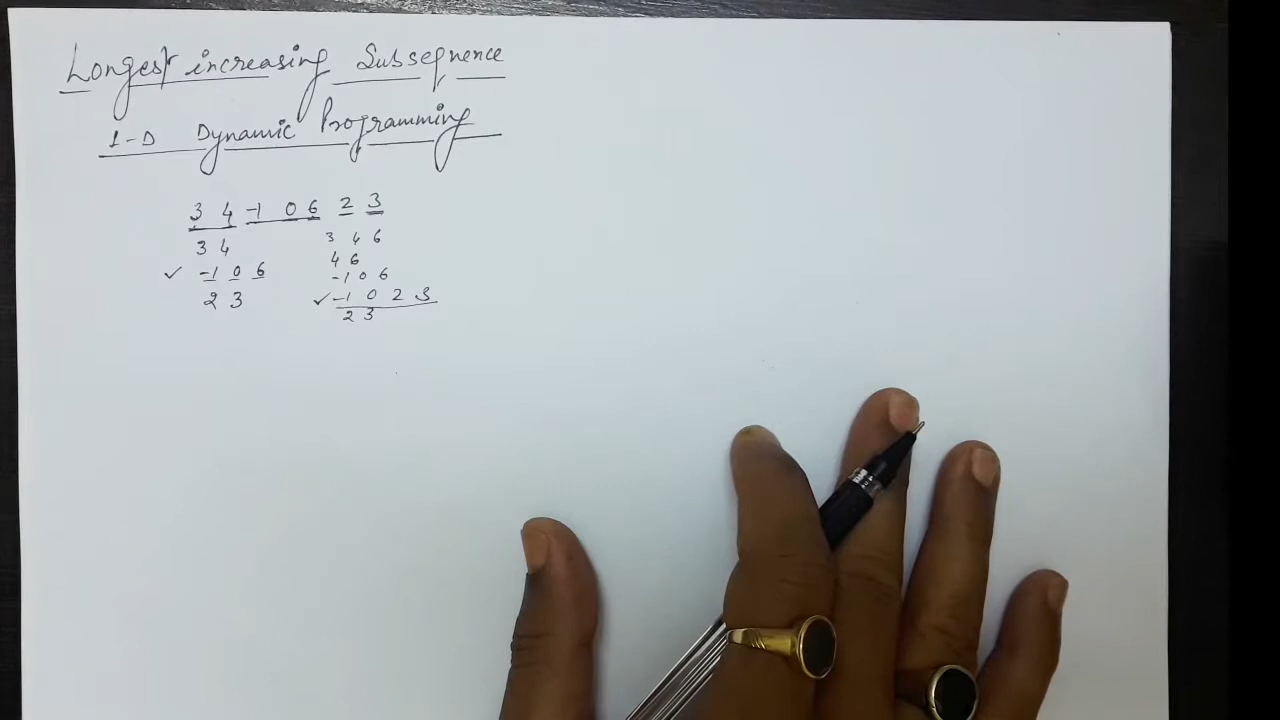 Longest increasing Subsequence
1-D Dynamic Programming
3 4 -1 0 6 2 3
3 4
✓ -1 0 6
2 3
3 4 6
4 6
-1 0 6
✓ -1 0 2 3
2 3